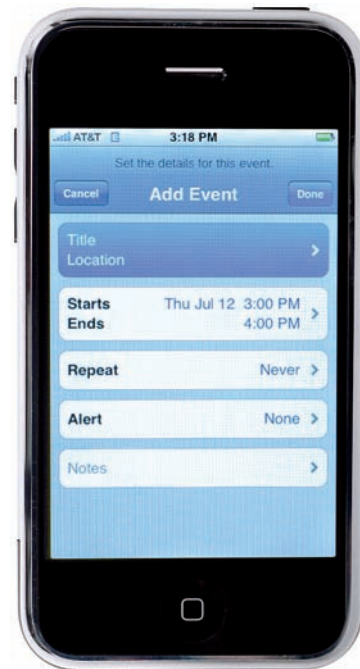 AT&T 3:18 PM
Set the details for this event.
Cancel Add Event Done
Title
Location
Starts Thu Jul 12 3:00 PM
Ends 4:00 PM
Repeat Never
Alert None
Notes